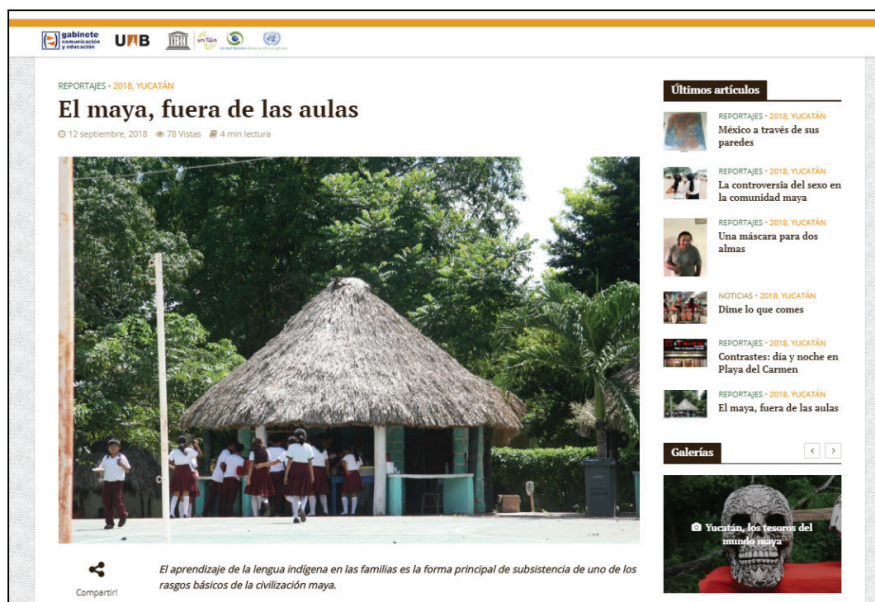 gabinete
comunicación
y educación
UAB
REPORTAJES • 2018, YUCATÁN
El maya, fuera de las aulas
12 septiembre, 2018 78 Vistas 4 min lectura
Compartir!
El aprendizaje de la lengua indígena en las familias es la forma principal de subsistencia de uno de los
rasgos básicos de la civilización maya.
Últimos artículos
REPORTAJES • 2018, YUCATÁN
México a través de sus
paredes
REPORTAJES • 2018, YUCATÁN
La controversia del sexo en
la comunidad maya
REPORTAJES • 2018, YUCATÁN
Una máscara para dos
almas
NOTICIAS • 2018, YUCATÁN
Dime lo que comes
REPORTAJES • 2018, YUCATÁN
Contrastes: día y noche en
Playa del Carmen
REPORTAJES • 2018, YUCATÁN
El maya, fuera de las aulas
Galerías
Yucatán, los tesoros del
mundo maya